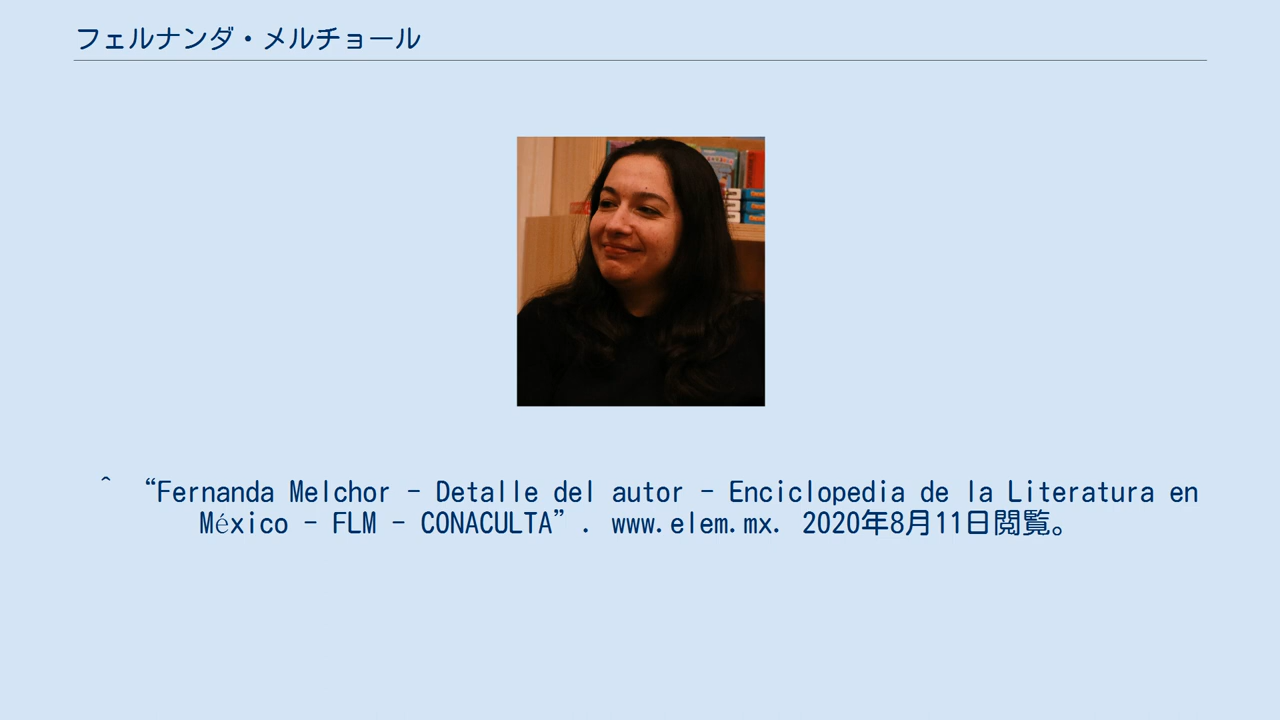 フェルナンダ・メルチョール
^ “Fernanda Melchor - Detalle del autor - Enciclopedia de la Literatura en
México - FLM - CONACULTA”. www.elem.mx. 2020年8月11日閲覧。